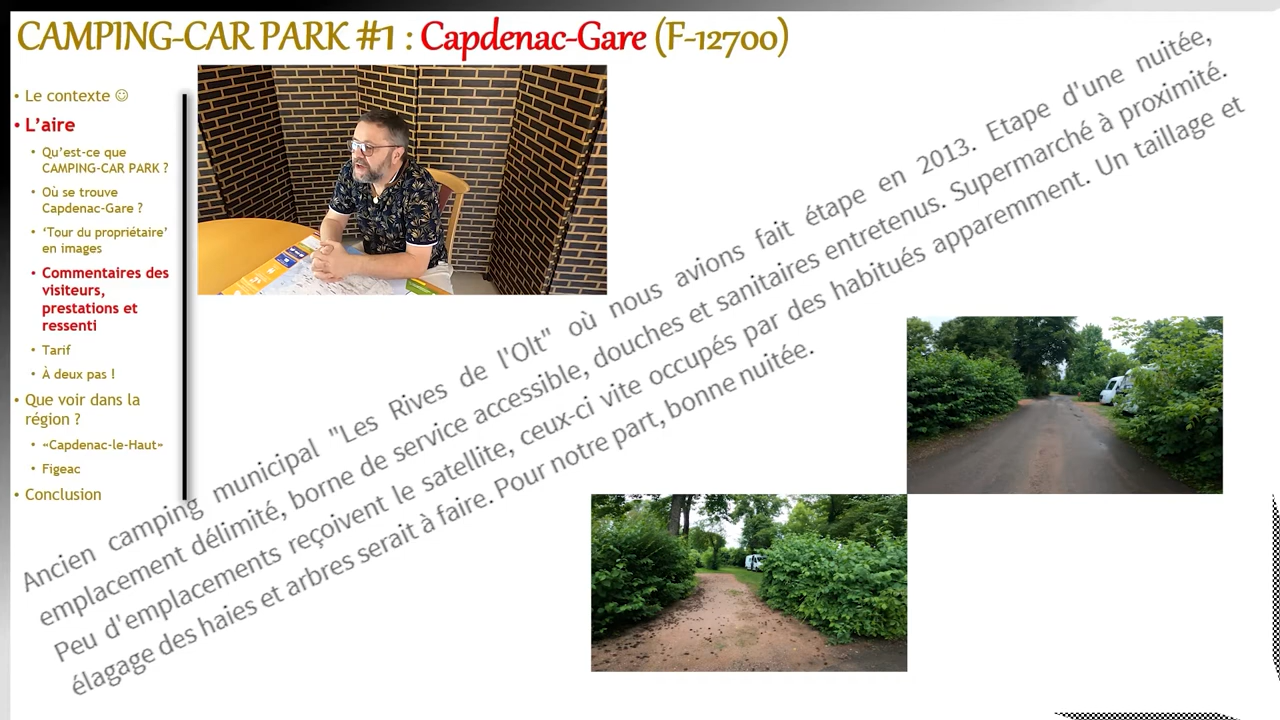 CAMPING-CAR PARK #1 : Capdenac-Gare (F-12700)
• Le contexte ☺
• L’aire
• Qu’est-ce que
CAMPING-CAR PARK ?
• Où se trouve
Capdenac-Gare ?
• ‘Tour du propriétaire’
en images
• Commentaires des
visiteurs,
prestations et
ressenti
• Tarif
• À deux pas !
• Que voir dans la
région ?
• «Capdenac-le-Haut»
• Figeac
• Conclusion
Ancien camping municipal "Les Rives de l'Olt" où nous avions fait étape en 2013. Etape d'une nuitée,
emplacement délimité, borne de service accessible, douches et sanitaires entretenus. Supermarché à proximité.
Peu d'emplacements reçoivent le satellite, ceux-ci vite occupés par des habitués apparemment. Un taillage et
élagage des haies et arbres serait à faire. Pour notre part, bonne nuitée.